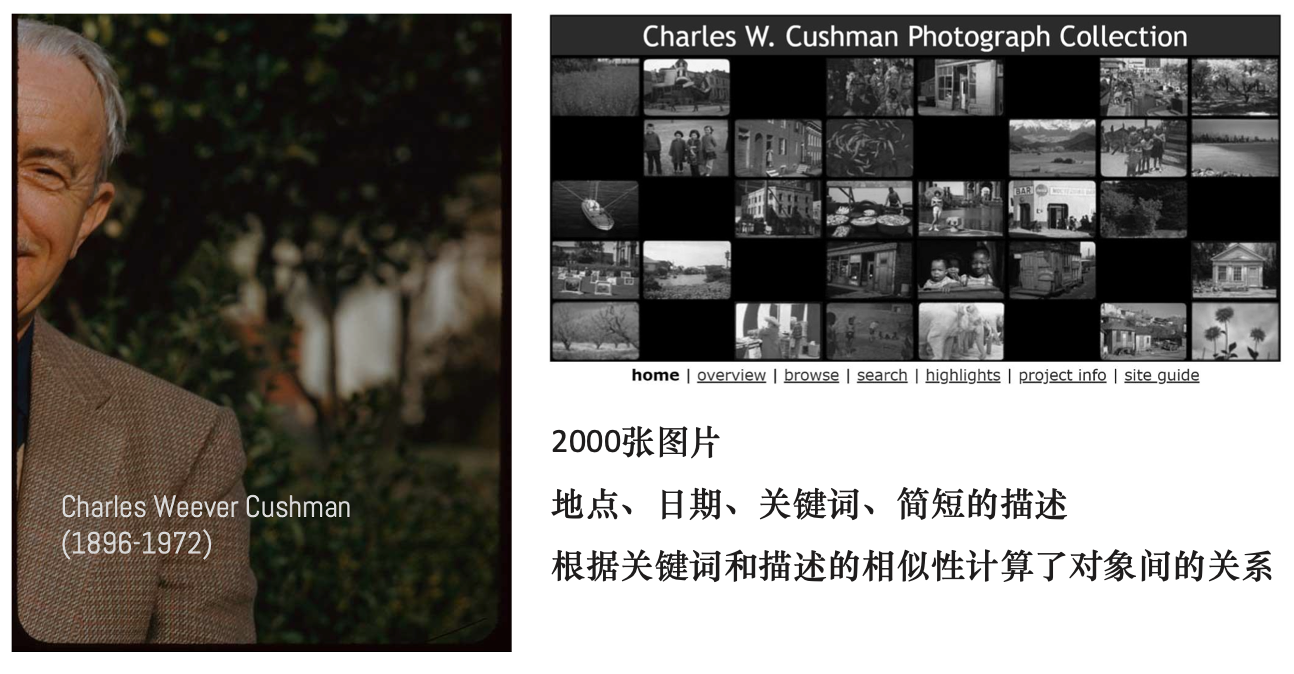 Charles Weever Cushman
(1896-1972)
Charles W. Cushman Photograph Collection
BAR
home | overview | browse | search | highlights | project info | site guide
2000张图片
地点、日期、关键词、简短的描述
根据关键词和描述的相似性计算了对象间的关系